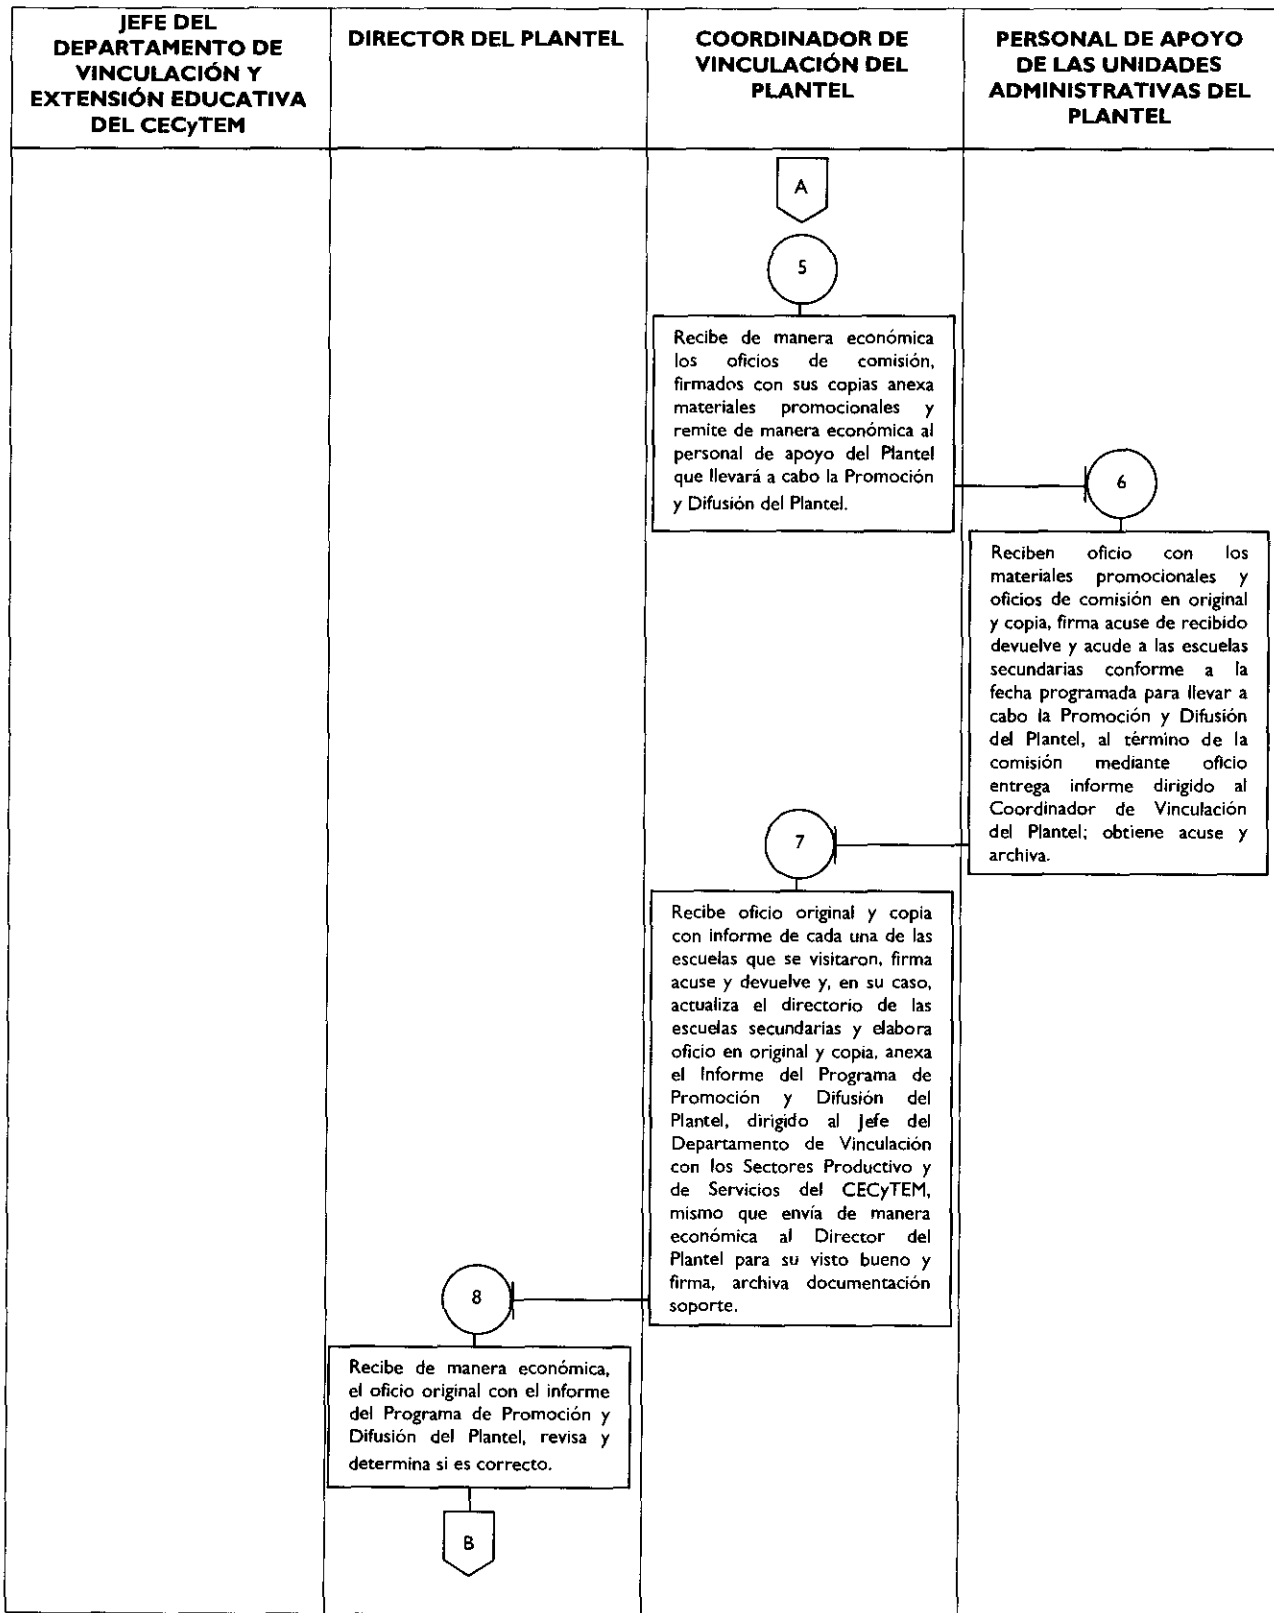 JEFE DEL
DEPARTAMENTO DE
VINCULACIÓN Y
EXTENSIÓN EDUCATIVA
DEL CECyTEM
DIRECTOR DEL PLANTEL
COORDINADOR DE
VINCULACIÓN DEL
PLANTEL
PERSONAL DE APOYO
DE LAS UNIDADES
ADMINISTRATIVAS DEL
PLANTEL
A
5
Recibe de manera económica
los oficios de comisión,
firmados con sus copias anexa
materiales promocionales y
remite de manera económica al
personal de apoyo del Plantel
que llevará a cabo la Promoción
y Difusión del Plantel.
6
Reciben oficio con los
materiales promocionales y
oficios de comisión en original
y copia, firma acuse de recibido
devuelve y acude a las escuelas
secundarias conforme a la
fecha programada para llevar a
cabo la Promoción y Difusión
del Plantel, al término de la
comisión mediante oficio
entrega informe dirigido al
Coordinador de Vinculación
del Plantel; obtiene acuse y
archiva.
7
Recibe oficio original y copia
con informe de cada una de las
escuelas que se visitaron, firma
acuse y devuelve y, en su caso,
actualiza el directorio de las
escuelas secundarias y elabora
oficio en original y copia, anexa
el Informe del Programa de
Promoción y Difusión del
Plantel, dirigido al Jefe del
Departamento de Vinculación
con los Sectores Productivo y
de Servicios del CECyTEM,
mismo que envía de manera
económica al Director del
Plantel para su visto bueno y
firma, archiva documentación
soporte.
8
Recibe de manera económica,
el oficio original con el informe
del Programa de Promoción y
Difusión del Plantel, revisa y
determina si es correcto.
B